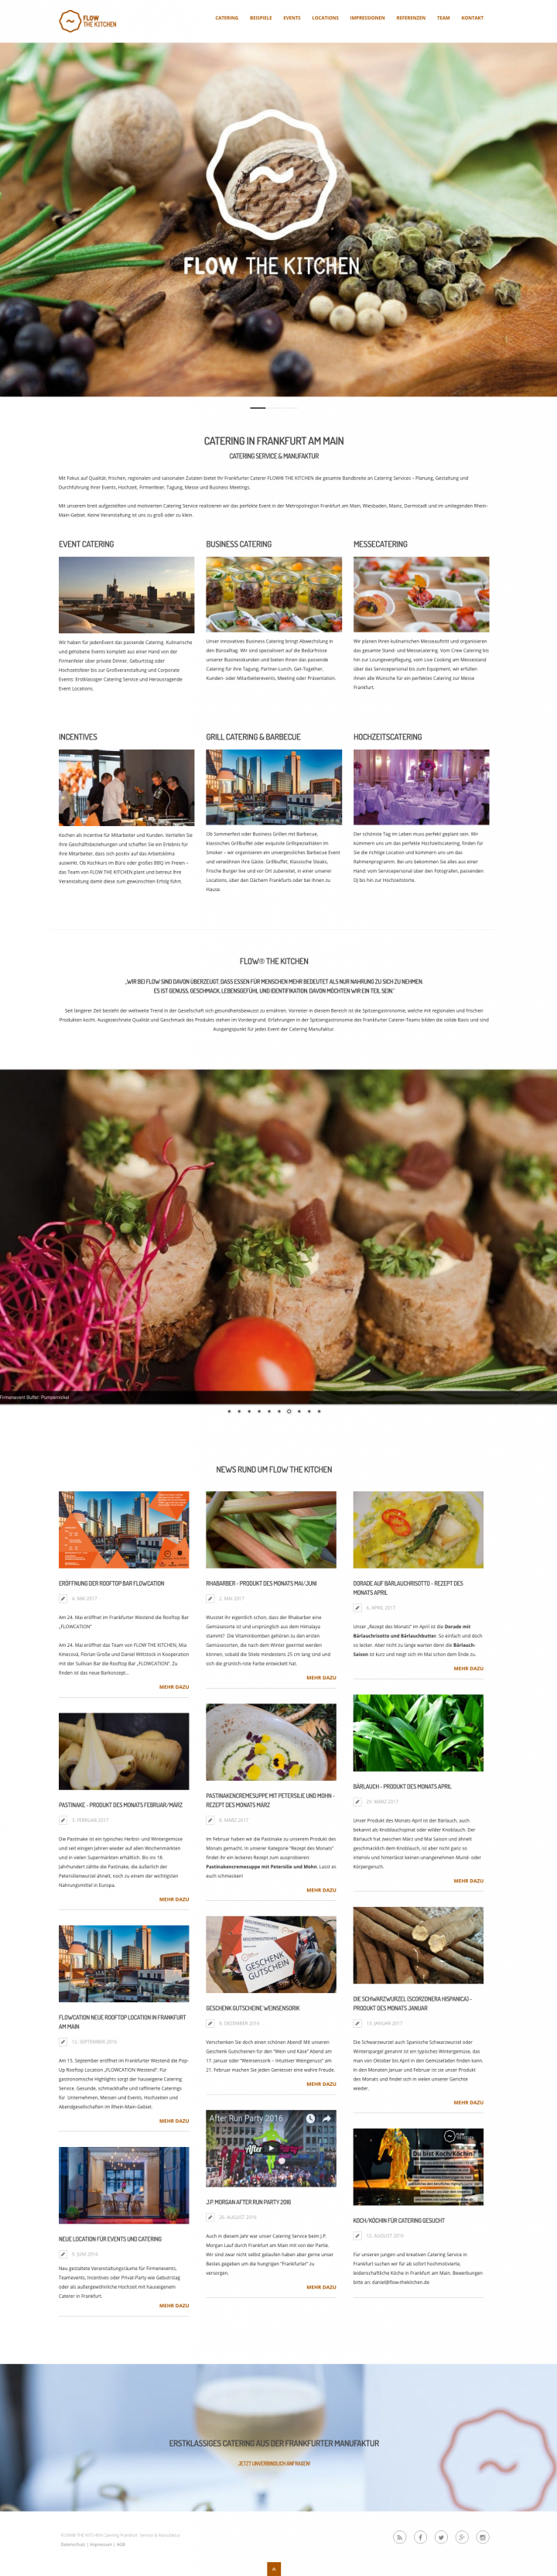 FLOW
THE KITCHEN
CATERING BEISPIELE EVENTS LOCATIONS IMPRESSIONEN REFERENZEN TEAM KONTAKT
FLOW THE KITCHEN
CATERING IN FRANKFURT AM MAIN
CATERING SERVICE & MANUFAKTUR
Mit Fokus auf Qualität, frischen, regionalen und saisonalen Zutaten bietet Ihr Frankfurter Caterer FLOW® THE KITCHEN die gesamte Bandbreite an Catering Services - Planung, Gestaltung und
Durchführung Ihrer Events, Hochzeit, Firmenfeier, Tagung, Messe und Business Meetings.
Mit unserem breit aufgestellten und motivierten Catering Service realisieren wir das perfekte Event in der Metropolregion Frankfurt am Main, Wiesbaden, Mainz, Darmstadt und im umliegenden Rhein-
Main-Gebiet. Keine Veranstaltung ist uns zu groß oder zu klein.
EVENT CATERING
Wir haben für jedenEvent das passende Catering. Kulinarische
und gehobene Events komplett aus einer Hand von der
Firmenfeier über private Dinner, Geburtstag oder
Hochzeitsfeier bis zur Großveranstaltung und Corporate
Events: Erstklassiger Catering Service und Herausragende
Event Locations.
BUSINESS CATERING
Unser innovatives Business Catering bringt Abwechslung in
den Büroalltag. Wir sind spezialisiert auf die Bedürfnisse
unserer Businesskunden und bieten Ihnen das passende
Catering für Ihre Tagung, Partner-Lunch, Get-Together,
Kunden- oder Mitarbeiterevents, Meeting oder Präsentation.
MESSECATERING
Wir planen Ihren kulinarischen Messeauftritt und organisieren
das gesamte Stand- und Messecatering. Vom Crew Catering bis
hin zur Loungeverpflegung, vom Live Cooking am Messestand
über das Servicepersonal bis zum Equipment, wir erfüllen
Ihnen alle Wünsche für ein perfektes Catering zur Messe
Frankfurt.
INCENTIVES
Kochen als Incentive für Mitarbeiter und Kunden. Vertiefen Sie
Ihre Geschäftsbeziehungen und schaffen Sie ein Erlebnis für
Ihre Mitarbeiter, dass sich positiv auf das Arbeitsklima
auswirkt. Ob Kochkurs im Büro oder großes BBQ im Freien –
das Team von FLOW THE KITCHEN plant und betreut Ihre
Veranstaltung damit diese zum gewünschten Erfolg führt.
GRILL CATERING & BARBECUE
Ob Sommerfest oder Business Grillen mit Barbecue,
klassisches Grillbuffet oder exquisite Grillspezialitäten im
Smoker – wir organisieren ein unvergessliches Barbecue Event
und verwöhnen Ihre Gäste. Grillbuffet, Klassische Steaks,
Frische Burger live und vor Ort zubereitet, in einer unserer
Locations, über den Dächern Frankfurts oder bei Ihnen zu
Hause.
HOCHZEITSCATERING
Der schönste Tag im Leben muss perfekt geplant sein. Wir
kümmern uns um das perfekte Hochzeitscatering, finden für
Sie die richtige Location und kümmern uns um das
Rahmenprogramm. Bei uns bekommen Sie alles aus einer
Hand: vom Servicepersonal über den Fotografen, passenden
DJ bis hin zur Hochzeitstorte.
FLOW® THE KITCHEN
„WIR BEI FLOW SIND DAVON ÜBERZEUGT, DASS ESSEN FÜR MENSCHEN MEHR BEDEUTET ALS NUR NAHRUNG ZU SICH ZU NEHMEN.
ES IST GENUSS, GESCHMACK, LEBENSGEFÜHL UND IDENTIFIKATION. DAVON MÖCHTEN WIR EIN TEIL SEIN.“
Seit längerer Zeit besteht der weltweite Trend in der Gesellschaft sich gesundheitsbewusst zu ernähren. Vorreiter in diesem Bereich ist die Spitzengastronomie, welche mit regionalen und frischen
Produkten kocht. Ausgezeichnete Qualität und Geschmack des Produkts stehen im Vordergrund. Erfahrungen in der Spitzengastronomie des Frankfurter Caterer-Teams bilden die solide Basis und sind
Ausgangspunkt für jedes Event der Catering Manufaktur.
Firmenevent Buffet: Pumpernickel
NEWS RUND UM FLOW THE KITCHEN
ERÖFFNUNG DER ROOFTOP BAR FLOWCATION
4. MAI 2017
Am 24. Mai eröffnet im Frankfurter Westend die Rooftop Bar
„FLOWCATION“
Am 24. Mai eröffnet das Team von FLOW THE KITCHEN, Mia
Kmezova, Florian Große und Daniel Wittstock in Kooperation
mit der Sullivan Bar die Rooftop Bar „FLOWCATION“. Zu
finden ist das neue Barkonzept...
MEHR DAZU
RHABARBER - PRODUKT DES MONATS MAI/JUNI
2. MAI 2017
Wusstet ihr eigentlich schon, dass der Rhabarber eine
Gemüsesorte ist und ursprünglich aus dem Himalaya
stammt? Die Vitaminbomben gehören zu den ersten
Gemüsesorten, die nach dem Winter geerntet werden
können, sobald die Stiele mindestens 25 cm lang sind und
sich die grünlich-rote Farbe entwickelt hat.
MEHR DAZU
DORADE AUF BÄRLAUCHRISOTTO - REZEPT DES
MONATS APRIL
6. APRIL 2017
Unser „Rezept des Monats“ im April ist die Dorade mit
Bärlauchrisotto und Bärlauchbutter. So einfach und doch
so lecker. Aber nicht zu lange warten denn die Bärlauch-
Saison ist kurz und neigt sich im Mai schon dem Ende zu.
MEHR DAZU
PASTINAKE - PRODUKT DES MONATS FEBRUAR/MÄRZ
3. FEBRUAR 2017
Die Pastinake ist ein typisches Herbst- und Wintergemüse
und seit einigen Jahren wieder auf allen Wochenmärkten
und in vielen Supermärkten erhältlich. Bis ins 18.
Jahrhundert zählte die Pastinake, die äußerlich der
Petersilienwurzel ähnelt, noch zu einem der wichtigsten
Nahrungsmittel in Europa.
MEHR DAZU
PASTINAKENCREMESUPPE MIT PETERSILIE UND MOHN -
REZEPT DES MONATS MÄRZ
8. MÄRZ 2017
Im Februar haben wir die Pastinake zu unserem Produkt des
Monats gemacht. In unserer Kategorie "Rezept des Monats"
findet ihr ein leckeres Rezept zum ausprobieren:
Pastinakencremesuppe mit Petersilie und Mohn. Lasst es
euch schmecken!
MEHR DAZU
BÄRLAUCH - PRODUKT DES MONATS APRIL
29. MÄRZ 2017
Unser Produkt des Monats April ist der Bärlauch, auch
bekannt als Knoblauchspinat oder wilder Knoblauch. Der
Bärlauch hat zwischen März und Mai Saison und ähnelt
geschmacklich dem Knoblauch, ist aber nicht ganz so
intensiv und hinterlässt keinen unangenehmen Mund- oder
Körpergeruch.
MEHR DAZU
FLOWCATION NEUE ROOFTOP LOCATION IN FRANKFURT
AM MAIN
12. SEPTEMBER 2016
Am 15. September eröffnet im Frankfurter Westend die Pop-
Up Rooftop Location „FLOWCATION Westend“. Für
gastronomische Highlights sorgt der hauseigene Catering
Service. Gesunde, schmackhafte und raffinierte Caterings
für Unternehmen, Messen und Events, Hochzeiten und
Abendgesellschaften im Rhein-Main-Gebiet.
MEHR DAZU
GESCHENK GUTSCHEIN
GESCHENK GUTSCHEINE WEINSENSORIK
8. DEZEMBER 2016
Verschenken Sie doch einen schönen Abend! Mit unseren
Geschenk Gutscheinen für den "Wein und Käse" Abend am
17. Januar oder "Weinsensorik – Intuitiver Weingenuss" am
21. Februar machen Sie jeden Geniesser eine wahre Freude.
MEHR DAZU
DIE SCHWARZWURZEL (SCORZONERA HISPANICA) -
PRODUKT DES MONATS JANUAR
13. JANUAR 2017
Die Schwarzwurzel auch Spanische Schwarzwurzel oder
Winterspargel genannt ist ein typisches Wintergemüse, das
man von Oktober bis April in den Gemüseläden finden kann.
In den Monaten Januar und Februar ist sie unser Produkt
des Monats und findet sich in vielen unserer Gerichte
wieder.
MEHR DAZU
NEUE LOCATION FÜR EVENTS UND CATERING
9. JUNI 2016
Neu gestaltete Veranstaltungsräume für Firmenevents,
Teamevents, Incentives oder Privat-Party wie Geburtstag
oder als außergewöhnliche Hochzeit mit hauseigenem
Caterer in Frankfurt.
MEHR DAZU
After Run Party 2016
J.P. MORGAN AFTER RUN PARTY 2016
26. AUGUST 2016
Auch in diesem Jahr war unser Catering Service beim J.P.
Morgan Lauf durch Frankfurt am Main mit von der Partie.
Wir sind zwar nicht selbst gelaufen haben aber gerne unser
Bestes gegeben um die hungrigen "Frankfurter" zu
versorgen.
MEHR DAZU
Du bist Koch/Köchin?
KOCH/KÖCHIN FÜR CATERING GESUCHT
12. AUGUST 2016
Für unseren jungen und kreativen Catering Service in
Frankfurt suchen wir für ab sofort hochmotivierte,
leidenschaftliche Köche in Frankfurt am Main. Bewerbungen
bitte an: daniel@flow-thekitchen.de
ERSTKLASSIGES CATERING AUS DER FRANKFURTER MANUFAKTUR
JETZT UNVERBINDLICH ANFRAGEN!
FLOW® THE KITCHEN Catering Frankfurt Service & Manufaktur
Datenschutz | Impressum | AGB